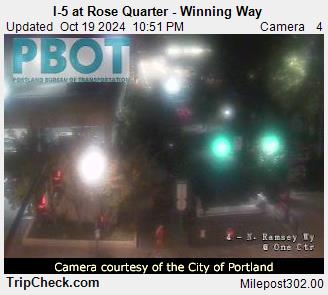 I-5 at Rose Quarter - Winning Way
Updated Oct 19 2024 10:51 PM Camera 4
PBOT
PORTLAND BUREAU OF TRANSPORTATION
4 - N. Ramsey Wy
@ One Ctr
Camera courtesy of the City of Portland
TripCheck.com Milepost302.00